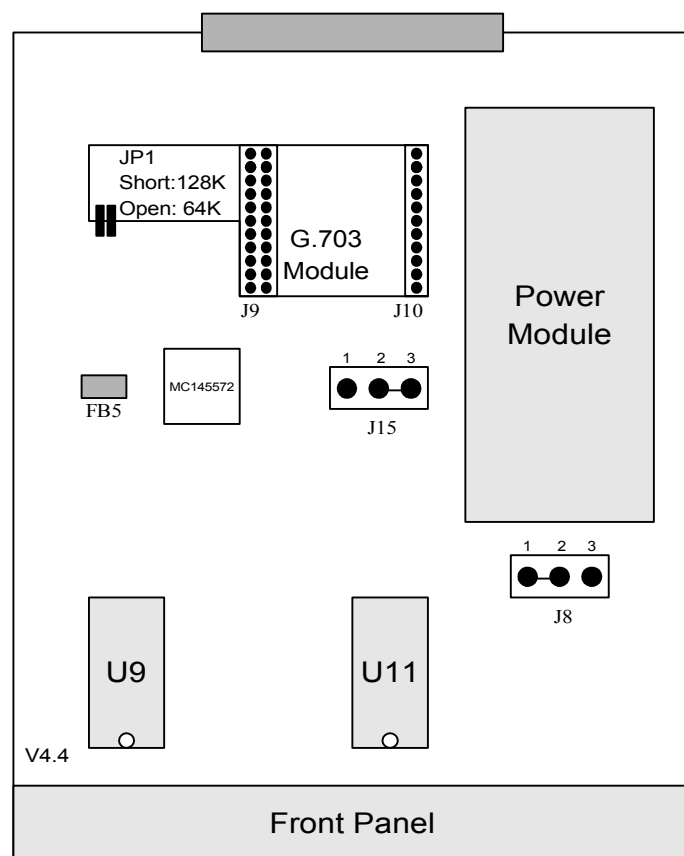 JP1
Short:128K
Open: 64K
G.703
Module
J9
J10
Power
Module
MC145572
FB5
1 2 3
J15
1 2 3
J8
U9
U11
V4.4
Front Panel